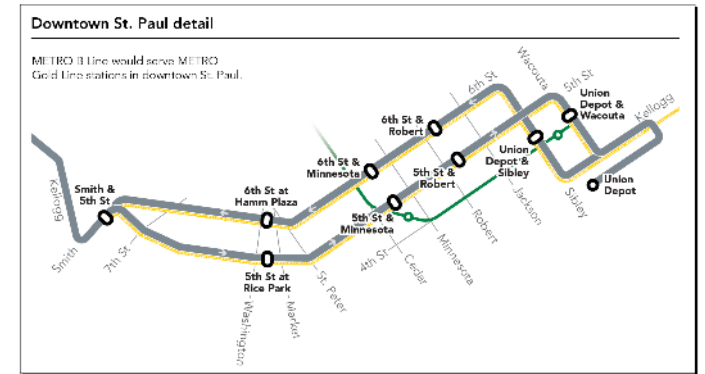 Downtown St. Paul detail
METRO B Line would serve METRO
Gold Line stations in downtown St. Paul.
Wacouta
6th St
5th St
Union
Depot &
Wacouta
Kellogg
6th St &
Robert
Union
Depot &
Sibley
6th St &
Minnesota
5th St &
Robert
Union
Depot
Kellogg
Smith &
5th St
6th St at
Hamm Plaza
Jackson
Sibley
5th St &
Minnesota
Robert
Smith
7th St
4th St
Minnesota
Cedar
St. Peter
5th St at
Rice Park
Market
Washington